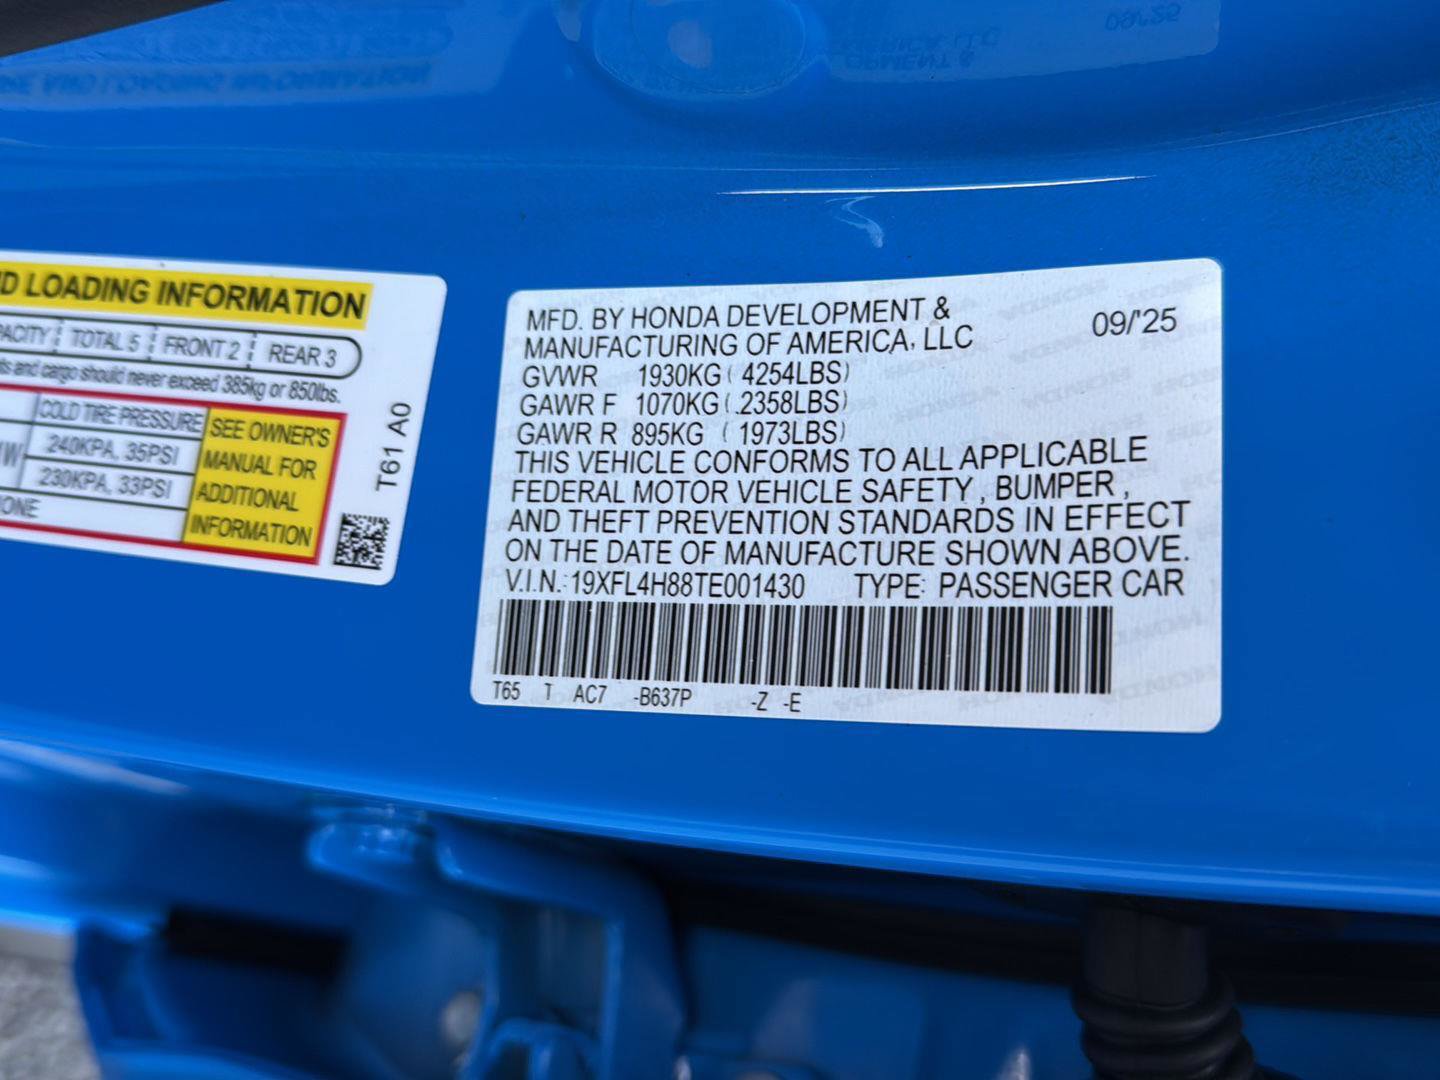 D LOADING INFORMATION
PACITY TOTAL 5 FRONT 2 REAR 3
and cargo should never exceed 385kg or 850lbs.
COLD TIRE PRESSURE
240KPA, 35PSI
230KPA, 33PSI
SEE OWNER'S
MANUAL FOR
ADDITIONAL
INFORMATION
T61 A0
MFD. BY HONDA DEVELOPMENT &
MANUFACTURING OF AMERICA, LLC 09/'25
GVWR 1930KG ( 4254LBS)
GAWR F 1070KG ( 2358LBS)
GAWR R 895KG ( 1973LBS)
THIS VEHICLE CONFORMS TO ALL APPLICABLE
FEDERAL MOTOR VEHICLE SAFETY, BUMPER,
AND THEFT PREVENTION STANDARDS IN EFFECT
ON THE DATE OF MANUFACTURE SHOWN ABOVE.
V.I.N.: 19XFL4H88TE001430 TYPE: PASSENGER CAR
T65 T AC7 -B637P -Z -E